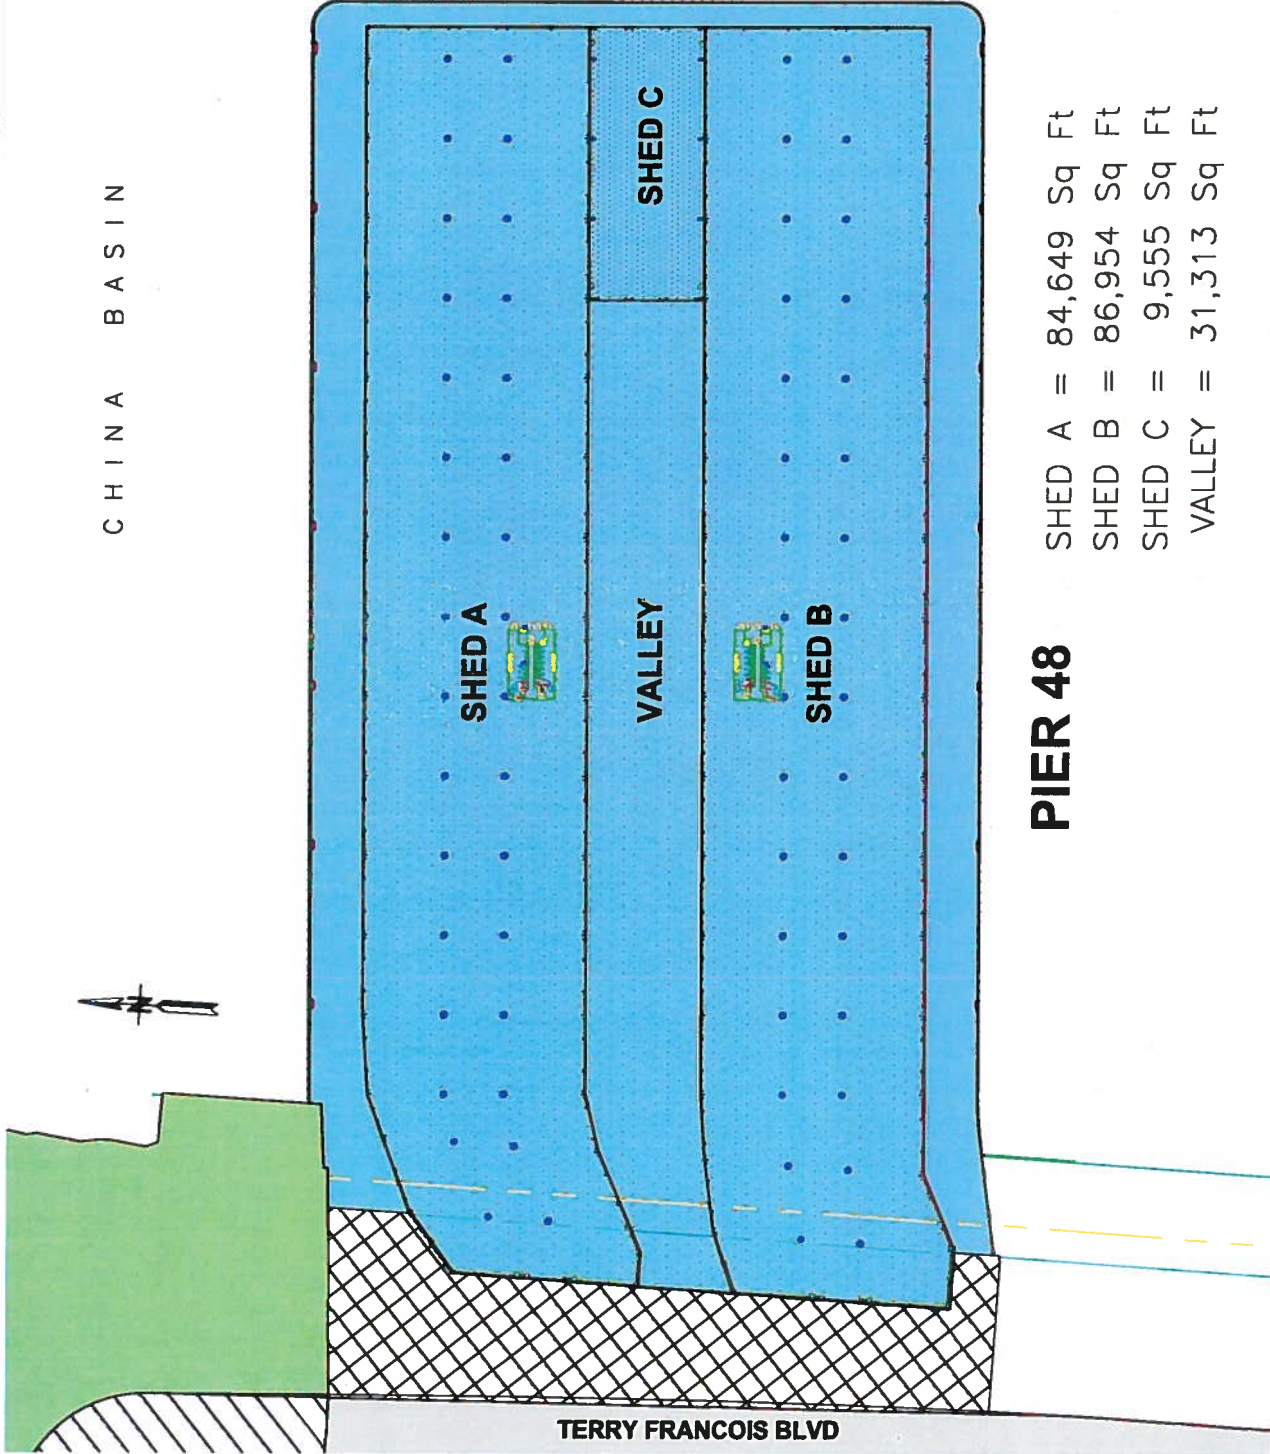 CHINA BASIN
N
SHED A
SHED C
VALLEY
SHED B
PIER 48
SHED A = 84,649 Sq Ft
SHED B = 86,954 Sq Ft
SHED C = 9,555 Sq Ft
VALLEY = 31,313 Sq Ft
TERRY FRANCOIS BLVD